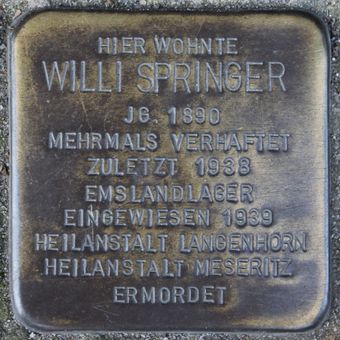 HIER WOHNTE
WILLI SPRINGER
JG. 1890
MEHRMALS VERHAFTET
ZULETZT 1938
EMSLANDLAGER
EINGEWIESEN 1939
HEILANSTALT LANGENHORN
HEILANSTALT MESERITZ
ERMORDET